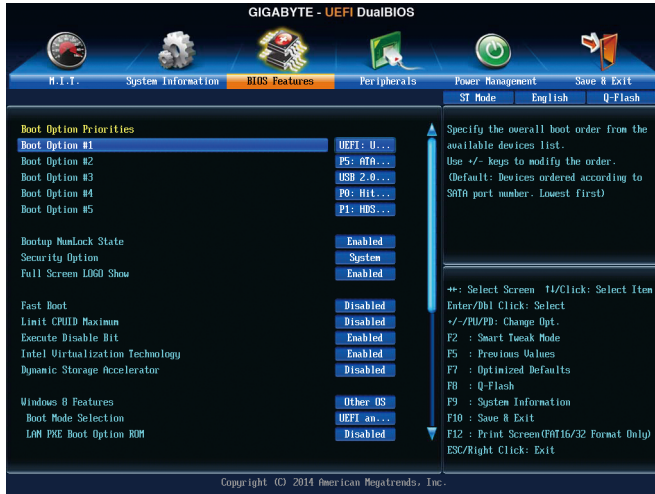 GIGABYTE - UEFI DualBIOS
M.I.T. System Information BIOS Features Peripherals Power Management Save & Exit
ST Mode English Q-Flash
Boot Option Priorities
Boot Option #1 UEFI: U...
Boot Option #2 P5: ATA...
Boot Option #3 USB 2.0...
Boot Option #4 P0: Hit...
Boot Option #5 P1: HDS...
Bootup NumLock State Enabled
Security Option System
Full Screen LOGO Show Enabled
Fast Boot Disabled
Limit CPUID Maximum Disabled
Execute Disable Bit Enabled
Intel Virtualization Technology Enabled
Dynamic Storage Accelerator Disabled
Windows 8 Features Other OS
Boot Mode Selection UEFI an...
LAN PXE Boot Option ROM Disabled
Specify the overall boot order from the
available devices list.
Use +/- keys to modify the order.
(Default: Devices ordered according to
SATA port number. Lowest first)
↔: Select Screen ↑↓/Click: Select Item
Enter/Dbl Click: Select
+/-/PU/PD: Change Opt.
F2 : Smart Tweak Mode
F5 : Previous Values
F7 : Optimized Defaults
F8 : Q-Flash
F9 : System Information
F10 : Save & Exit
F12 : Print Screen(FAT16/32 Format Only)
ESC/Right Click: Exit
Copyright (C) 2014 American Megatrends, Inc.